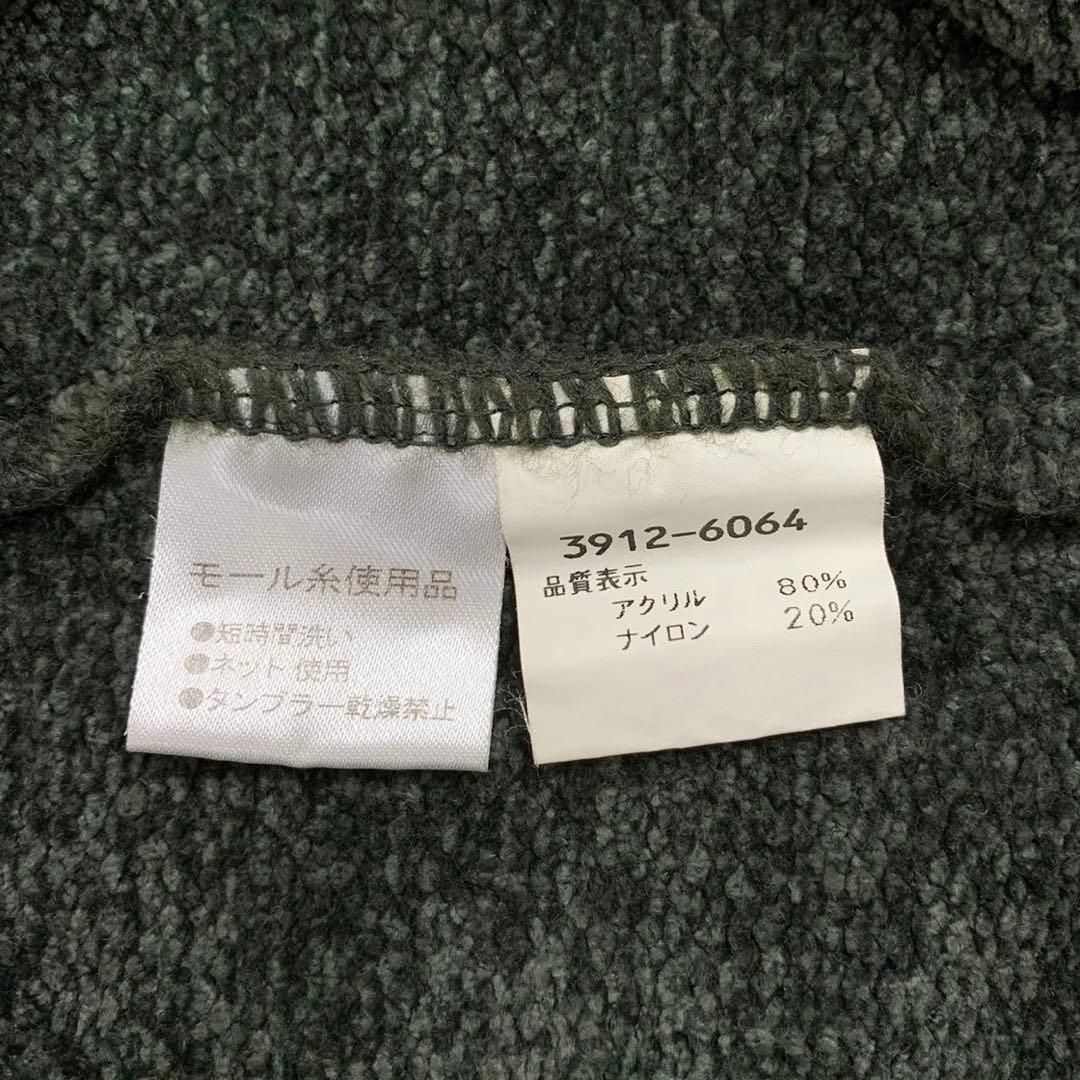 モール糸使用品
●短時間洗い
●ネット使用
●タンブラー乾燥禁止
3912-6064
品質表示
アクリル 80%
ナイロン 20%